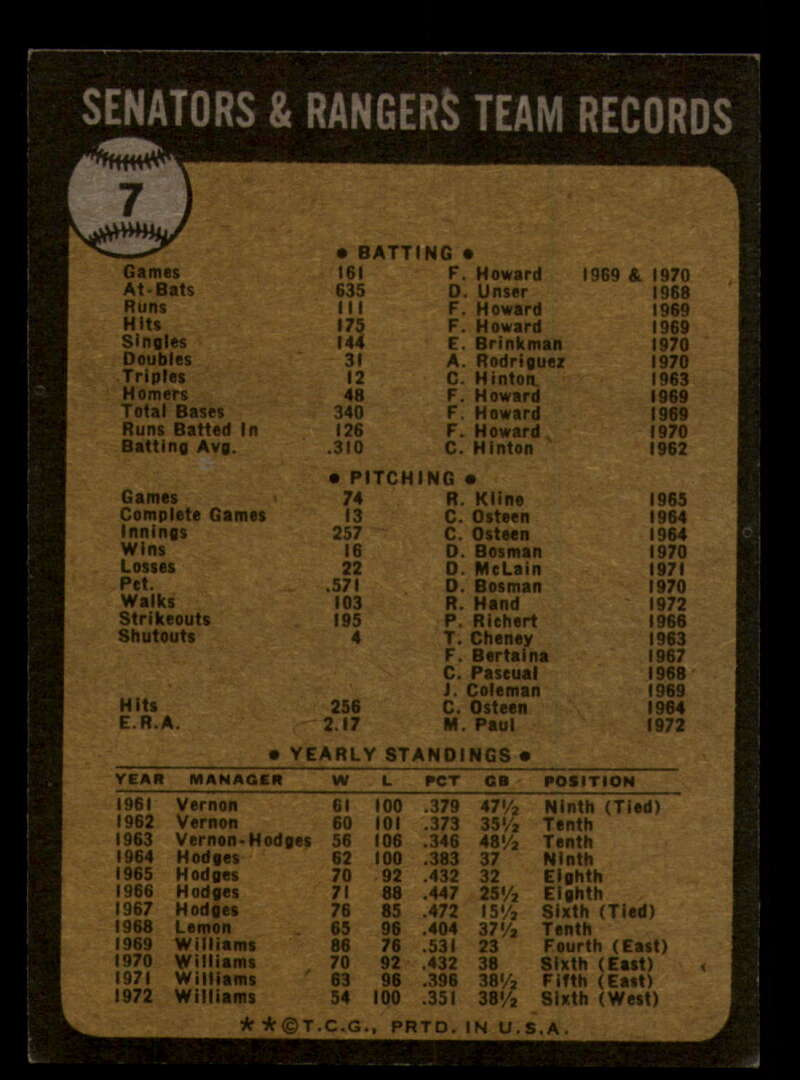 SENATORS & RANGERS TEAM RECORDS
7
• BATTING •
Games 161 F. Howard 1969 & 1970
At-Bats 635 D. Unser 1968
Runs 111 F. Howard 1969
Hits 175 F. Howard 1969
Singles 144 E. Brinkman 1970
Doubles 31 A. Rodriguez 1970
Triples 12 C. Hinton 1963
Homers 48 F. Howard 1969
Total Bases 340 F. Howard 1969
Runs Batted In 126 F. Howard 1970
Batting Avg. .310 C. Hinton 1962
• PITCHING •
Games 74 R. Kline 1965
Complete Games 13 C. Osteen 1964
Innings 257 C. Osteen 1964
Wins 16 D. Bosman 1970
Losses 22 D. McLain 1971
Pct. .571 D. Bosman 1970
Walks 103 R. Hand 1972
Strikeouts 195 P. Richert 1966
Shutouts 4 T. Cheney 1963
F. Bertaina 1967
C. Pascual 1968
J. Coleman 1969
Hits 256 C. Osteen 1964
E.R.A. 2.17 M. Paul 1972
• YEARLY STANDINGS •
YEAR MANAGER W L PCT GB POSITION
1961 Vernon 61 100 .379 47½ Ninth (Tied)
1962 Vernon 60 101 .373 35½ Tenth
1963 Vernon-Hodges 56 106 .346 48½ Tenth
1964 Hodges 62 100 .383 37 Ninth
1965 Hodges 70 92 .432 32 Eighth
1966 Hodges 71 88 .447 25½ Eighth
1967 Hodges 76 85 .472 15½ Sixth (Tied)
1968 Lemon 65 96 .404 37½ Tenth
1969 Williams 86 76 .531 23 Fourth (East)
1970 Williams 70 92 .432 38 Sixth (East)
1971 Williams 63 96 .396 38½ Fifth (East)
1972 Williams 54 100 .351 38½ Sixth (West)
**©T.C.G., PRTD. IN U.S.A.